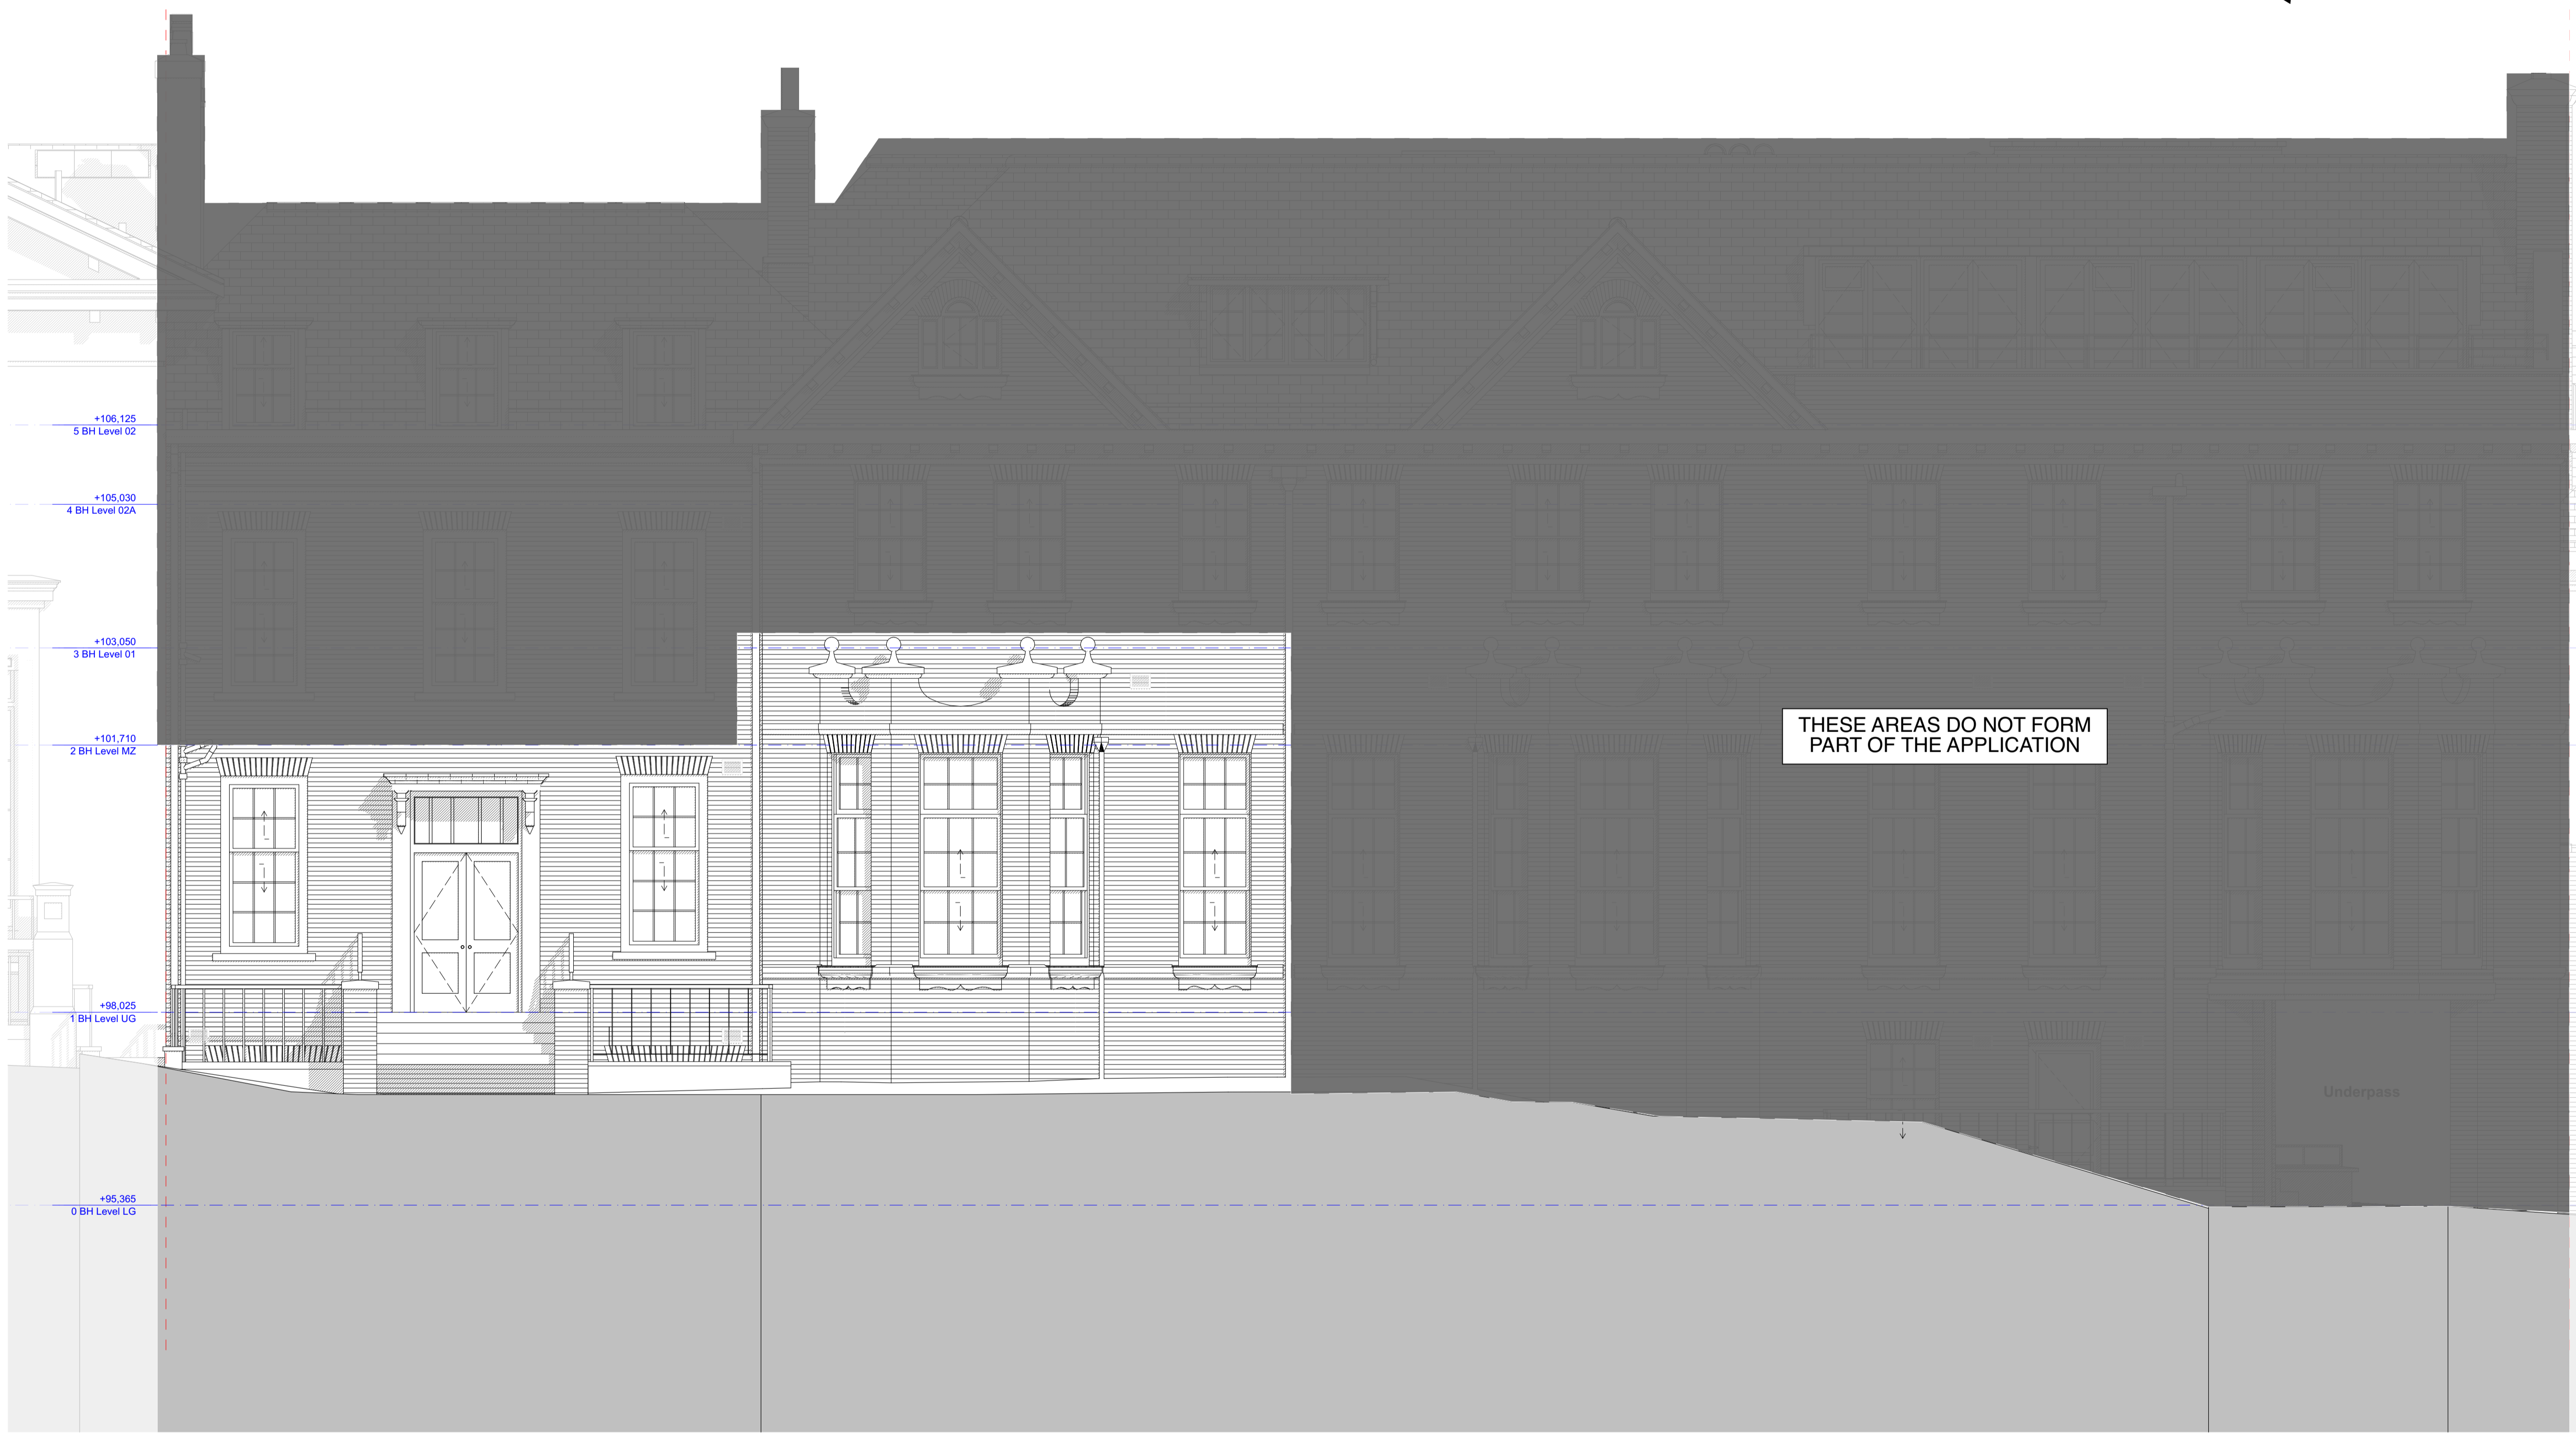 +106,125
5 BH Level 02
+105,030
4 BH Level 02A
+103,050
3 BH Level 01
THESE AREAS DO NOT FORM
PART OF THE APPLICATION
+101,710
2 BH Level MZ
+98,025
1 BH Level UG
Underpass
+95,365
0 BH Level LG